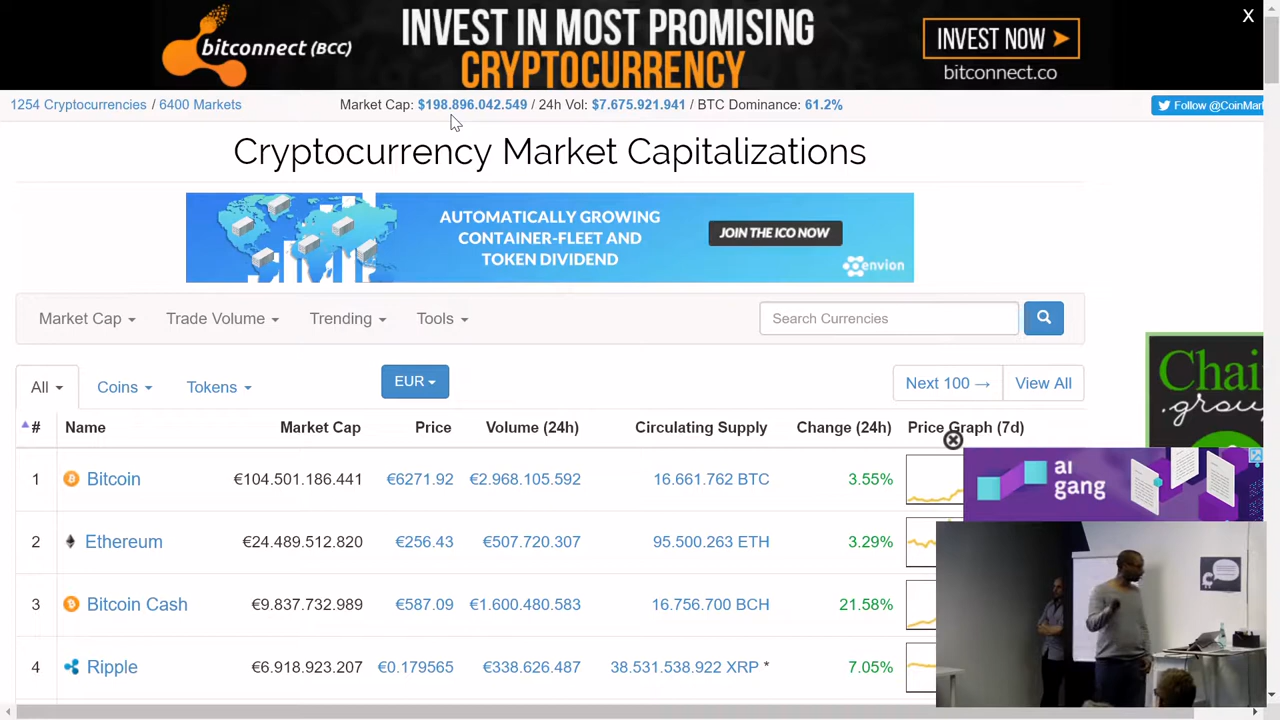 bitconnect (BCC)
INVEST IN MOST PROMISING
CRYPTOCURRENCY
INVEST NOW
bitconnect.co
X
1254 Cryptocurrencies / 6400 Markets
Market Cap: $198.896.042.549 / 24h Vol: $7.675.921.941 / BTC Dominance: 61.2%
Follow @CoinMar
Cryptocurrency Market Capitalizations
AUTOMATICALLY GROWING
CONTAINER-FLEET AND
TOKEN DIVIDEND
JOIN THE ICO NOW
envion
Market Cap
Trade Volume
Trending
Tools
Search Currencies
All
Coins
Tokens
EUR
Next 100 →
View All
Chai
.grou
# Name Market Cap Price Volume (24h) Circulating Supply Change (24h) Price Graph (7d)
1 Bitcoin €104.501.186.441 €6271.92 €2.968.105.592 16.661.762 BTC 3.55%
ai
gang
2 Ethereum €24.489.512.820 €256.43 €507.720.307 95.500.263 ETH 3.29%
3 Bitcoin Cash €9.837.732.989 €587.09 €1.600.480.583 16.756.700 BCH 21.58%
4 Ripple €6.918.923.207 €0.179565 €338.626.487 38.531.538.922 XRP * 7.05%